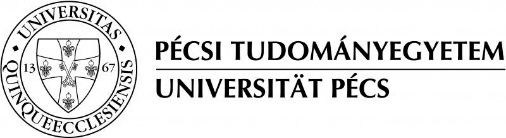 UNIVERSITAS • QUINQUEECCLESIENSIS •
13 67
PÉCSI TUDOMÁNYEGYETEM
UNIVERSITÄT PÉCS